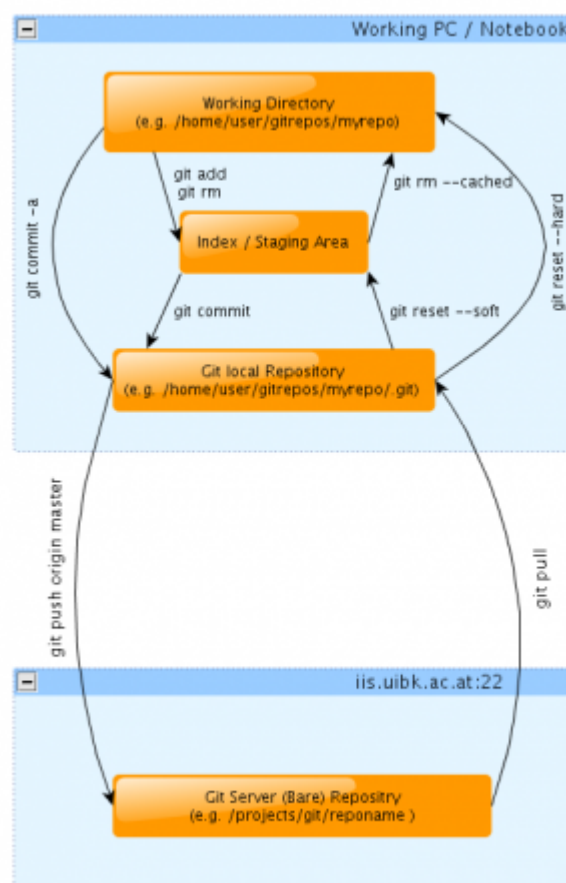 Working PC / Notebook
Working Directory
(e.g. /home/user/gitrepos/myrepo)
git add
git rm
git rm --cached
git commit -a
git reset --hard
Index / Staging Area
git commit
git reset --soft
Git local Repository
(e.g. /home/user/gitrepos/myrepo/.git)
git push origin master
git pull
iis.uibk.ac.at:22
Git Server (Bare) Repositry
(e.g. /projects/git/reponame )